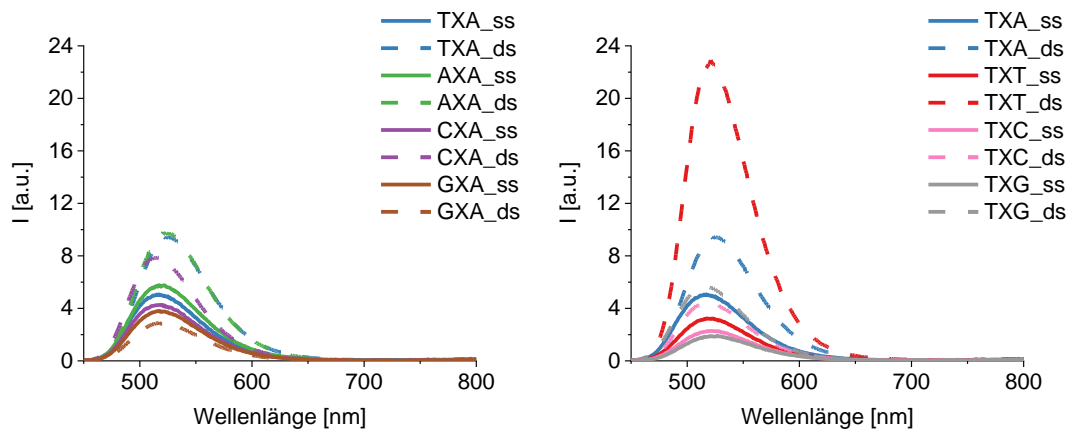 TXA_ss
TXA_ds
AXA_ss
AXA_ds
CXA_ss
CXA_ds
GXA_ss
GXA_ds
24
20
16
12
8
4
0
I [a.u.]
500
600
700
800
Wellenlänge [nm]
TXA_ss
TXA_ds
TXT_ss
TXT_ds
TXC_ss
TXC_ds
TXG_ss
TXG_ds
24
20
16
12
8
4
0
I [a.u.]
500
600
700
800
Wellenlänge [nm]